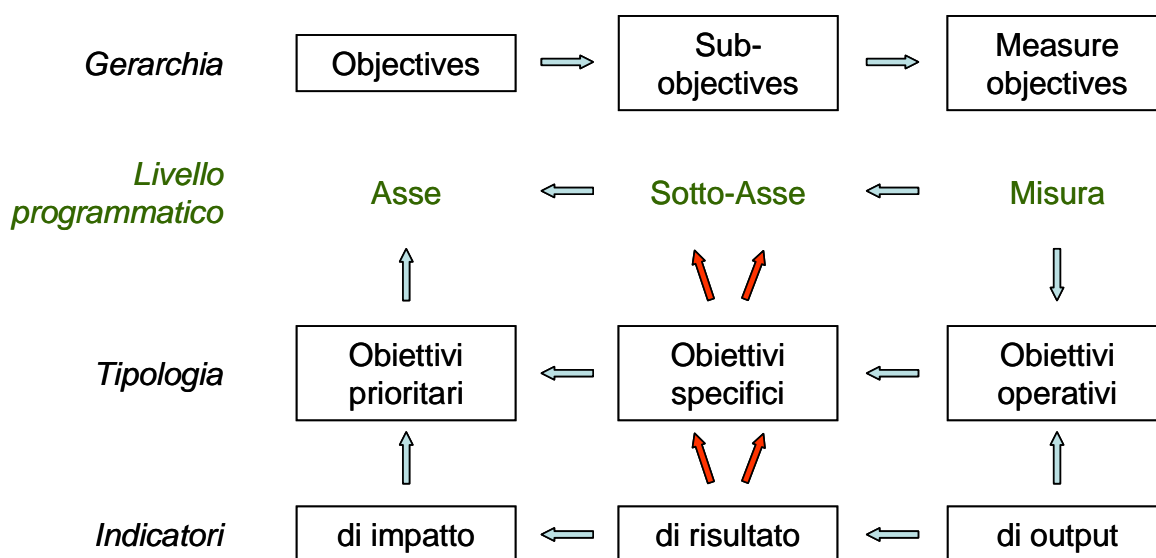 Gerarchia
Objectives
Sub-
objectives
Measure
objectives
Livello
programmatico
Asse
Sotto-Asse
Misura
Tipologia
Obiettivi
prioritari
Obiettivi
specifici
Obiettivi
operativi
Indicatori
di impatto
di risultato
di output